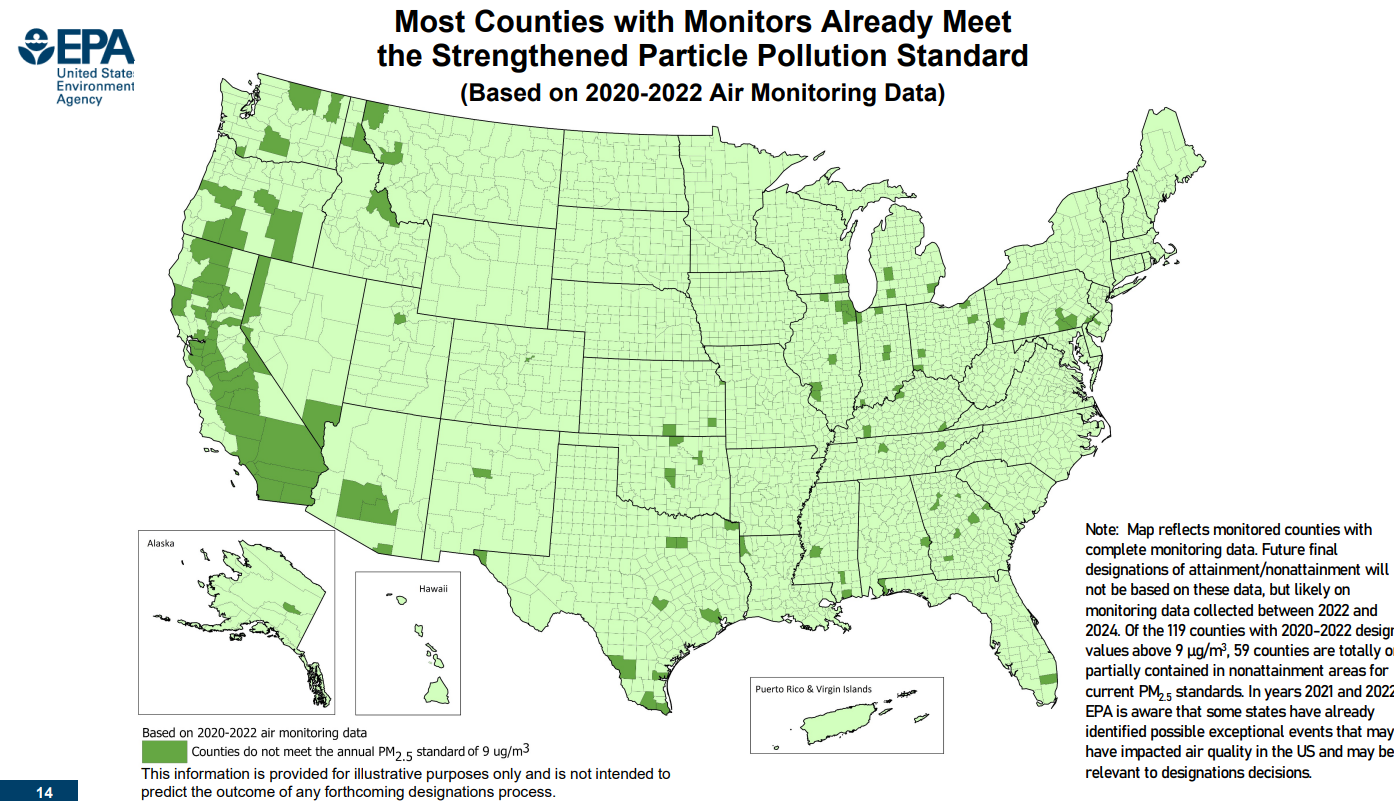 Most Counties with Monitors Already Meet
the Strengthened Particle Pollution Standard
(Based on 2020-2022 Air Monitoring Data)
EPA
United State
Environment
Agency
Alaska
Hawaii
Puerto Rico & Virgin Islands
Note: Map reflects monitored counties with
complete monitoring data. Future final
designations of attainment/nonattainment will
not be based on these data, but likely on
monitoring data collected between 2022 and
2024. Of the 119 counties with 2020-2022 design
values above 9 µg/m³, 59 counties are totally or
partially contained in nonattainment areas for
current PM2.5 standards. In years 2021 and 2022
EPA is aware that some states have already
identified possible exceptional events that may
have impacted air quality in the US and may be
relevant to designations decisions.
Based on 2020-2022 air monitoring data
Counties do not meet the annual PM2.5 standard of 9 ug/m3
This information is provided for illustrative purposes only and is not intended to
predict the outcome of any forthcoming designations process.
14